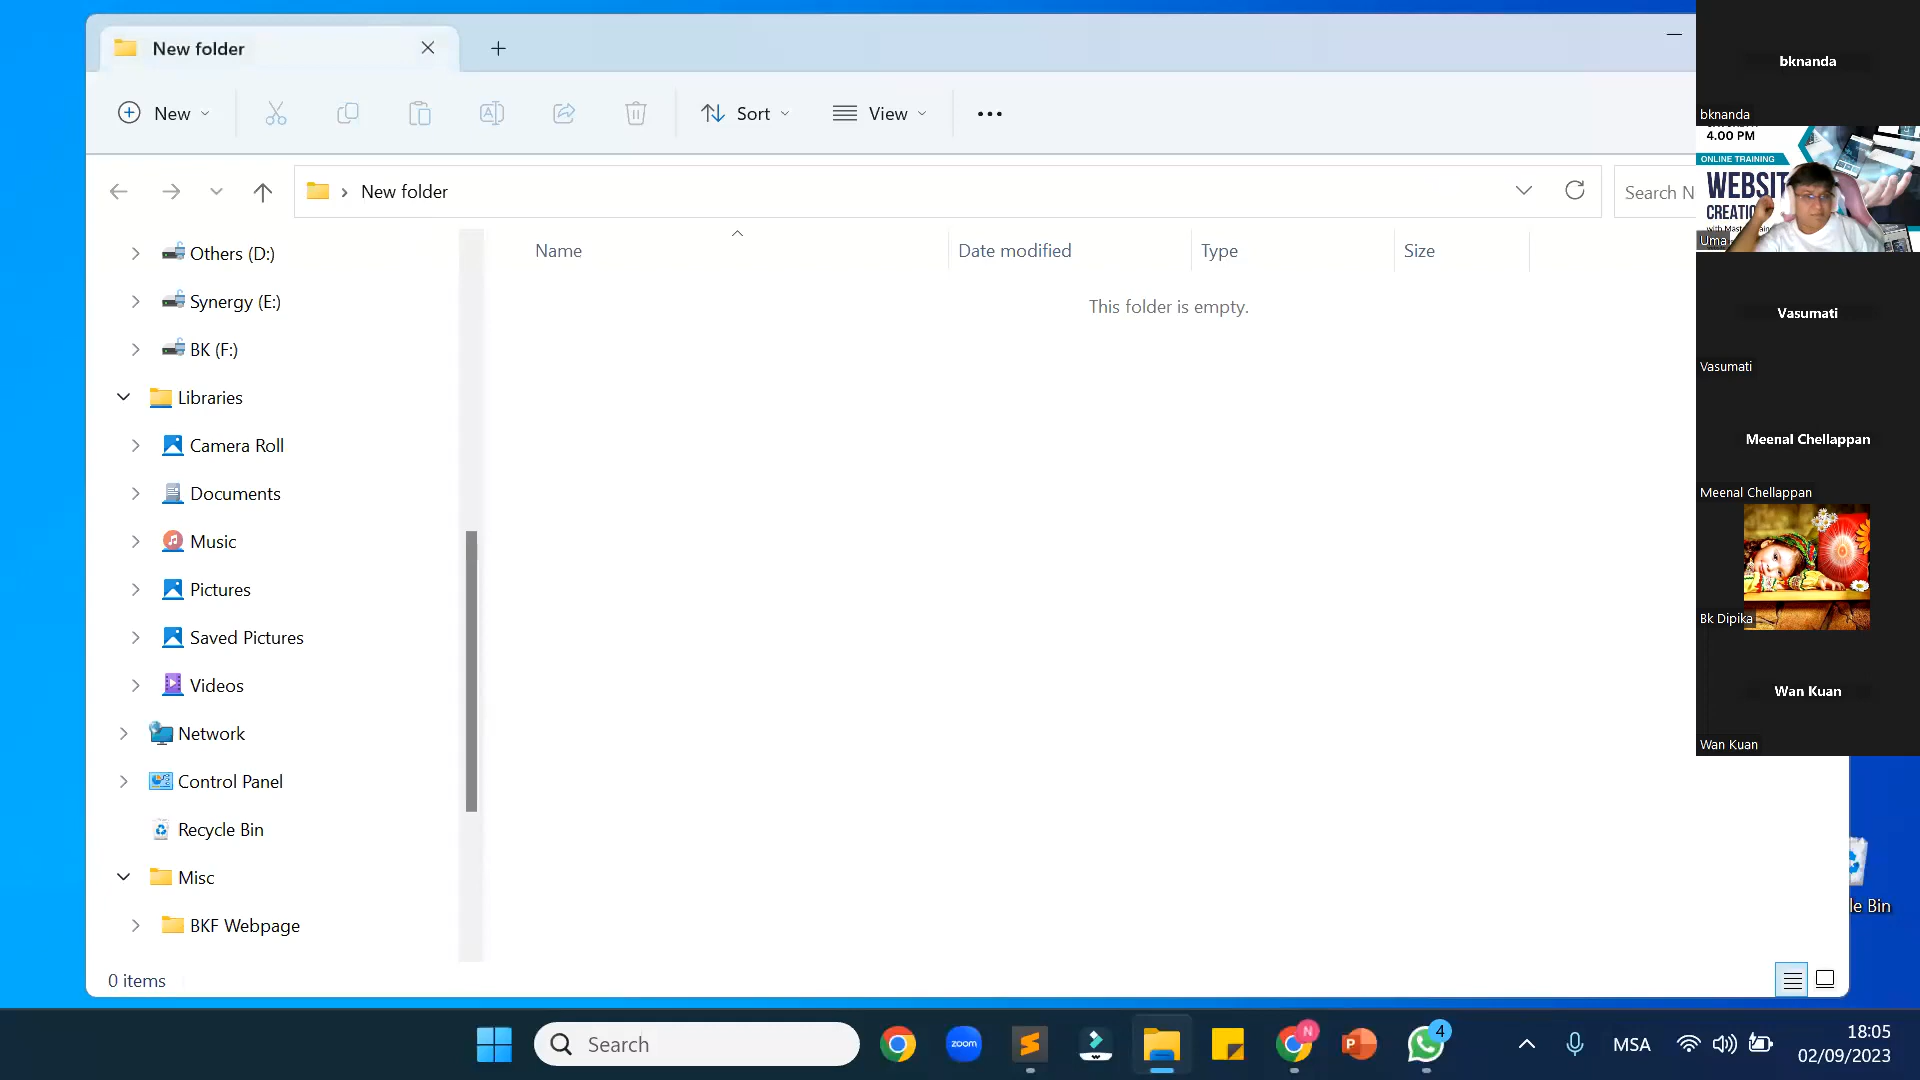 New folder
New
Sort
View
New folder
Search N
Name
Date modified
Type
Size
This folder is empty.
Others (D:)
Synergy (E:)
BK (F:)
Libraries
Camera Roll
Documents
Music
Pictures
Saved Pictures
Videos
Network
Control Panel
Recycle Bin
Misc
BKF Webpage
0 items
bknanda
bknanda
4.00 PM
ONLINE TRAINING
WEBSIT
CREATIO
Uma
Vasumati
Vasumati
Meenal Chellappan
Meenal Chellappan
Bk Dipika
Wan Kuan
Wan Kuan
le Bin
Search
zoom
N
P
4
MSA
18:05
02/09/2023